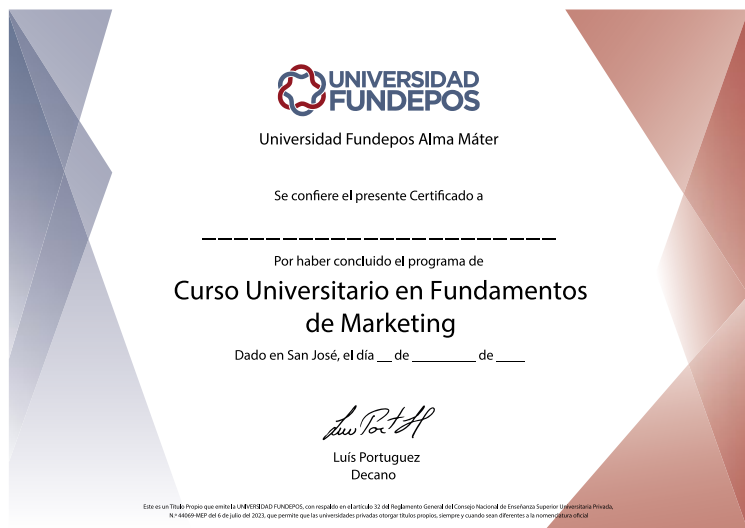 UNIVERSIDAD
FUNDEPOS
Universidad Fundepos Alma Máter
Se confiere el presente Certificado a
_______________________
Por haber concluido el programa de
Curso Universitario en Fundamentos
de Marketing
Dado en San José, el día __ de _________ de ____
Luís Portuguez
Decano
Este es un Título Propio que emite la UNIVERSIDAD FUNDEPOS, con respaldo en el artículo 32 del Reglamento General del Consejo Nacional de Enseñanza Superior Universitaria Privada,
N.º 44069-MEP del 6 de julio del 2023, que permite que las universidades privadas otorgar títulos propios, siempre y cuando sean diferentes a la nomenclatura oficial